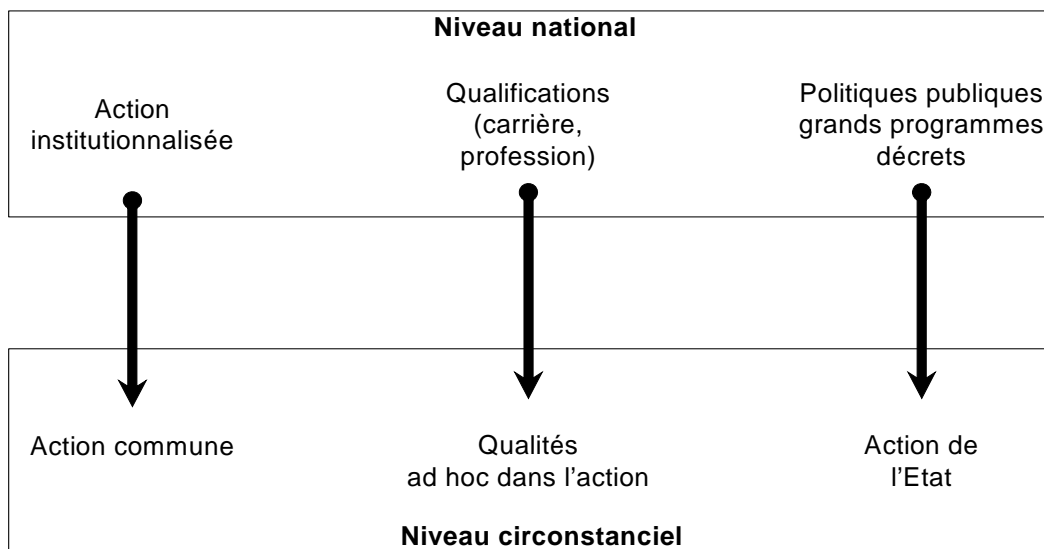 Niveau national
Action
institutionnalisée
Qualifications
(carrière,
profession)
Politiques publiques
grands programmes
décrets
Action commune
Qualités
ad hoc dans l'action
Action de
l'Etat
Niveau circonstanciel